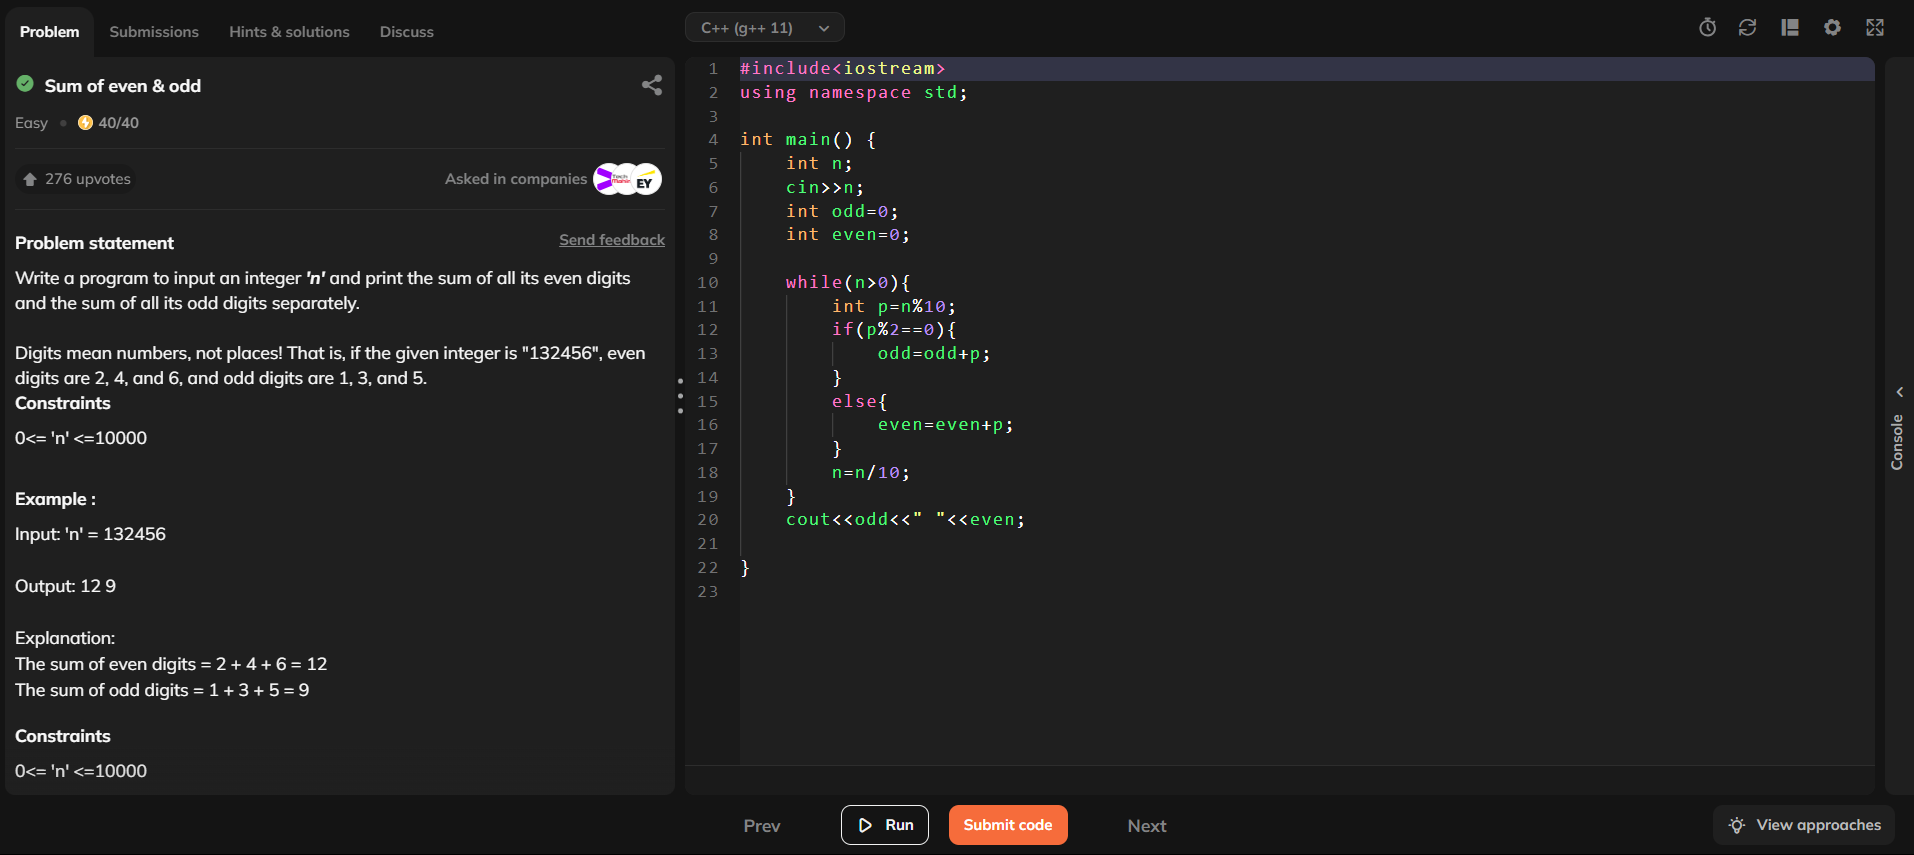 Problem
Submissions
Hints & solutions
Discuss
Sum of even & odd
Easy
40/40
276 upvotes
Asked in companies
EY
Problem statement
Send feedback
Write a program to input an integer 'n' and print the sum of all its even digits
and the sum of all its odd digits separately.
Digits mean numbers, not places! That is, if the given integer is "132456", even
digits are 2, 4, and 6, and odd digits are 1, 3, and 5.
Constraints
0<= 'n' <=10000
Example :
Input: 'n' = 132456
Output: 12 9
Explanation:
The sum of even digits = 2 + 4 + 6 = 12
The sum of odd digits = 1 + 3 + 5 = 9
Constraints
0<= 'n' <=10000
C++ (g++ 11)
1 #include<iostream>
2 using namespace std;
3
4 int main() {
5     int n;
6     cin>>n;
7     int odd=0;
8     int even=0;
9
10     while(n>0){
11         int p=n%10;
12         if(p%2==0){
13             odd=odd+p;
14         }
15         else{
16             even=even+p;
17         }
18         n=n/10;
19     }
20     cout<<odd<<" "<<even;
21
22 }
23
Console
Prev
Run
Submit code
Next
View approaches